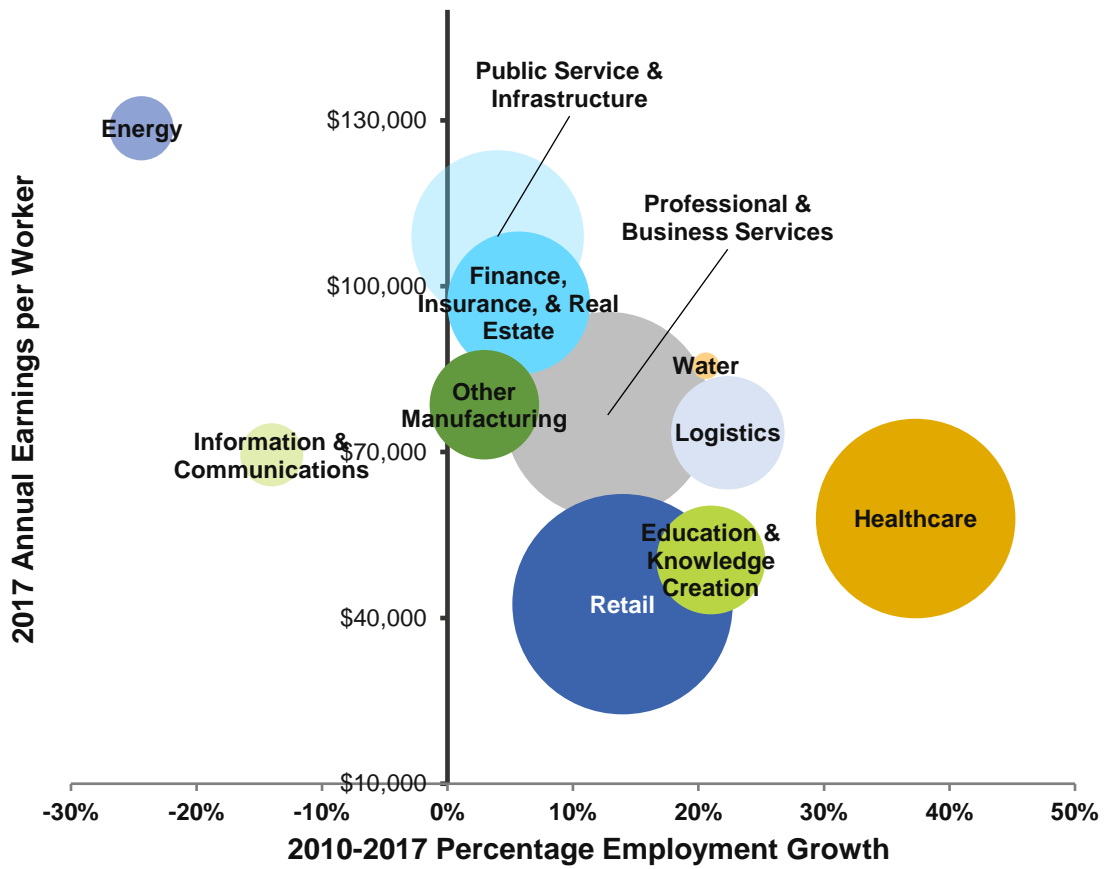 Public Service &
Infrastructure
Energy
$130,000
Professional &
Business Services
$100,000
Finance,
Insurance, & Real
Estate
Water
Other
Manufacturing
Logistics
Information &
Communications
$70,000
Healthcare
Education &
Knowledge
Creation
Retail
$40,000
$10,000
-30% -20% -10% 0% 10% 20% 30% 40% 50%
2010-2017 Percentage Employment Growth
2017 Annual Earnings per Worker